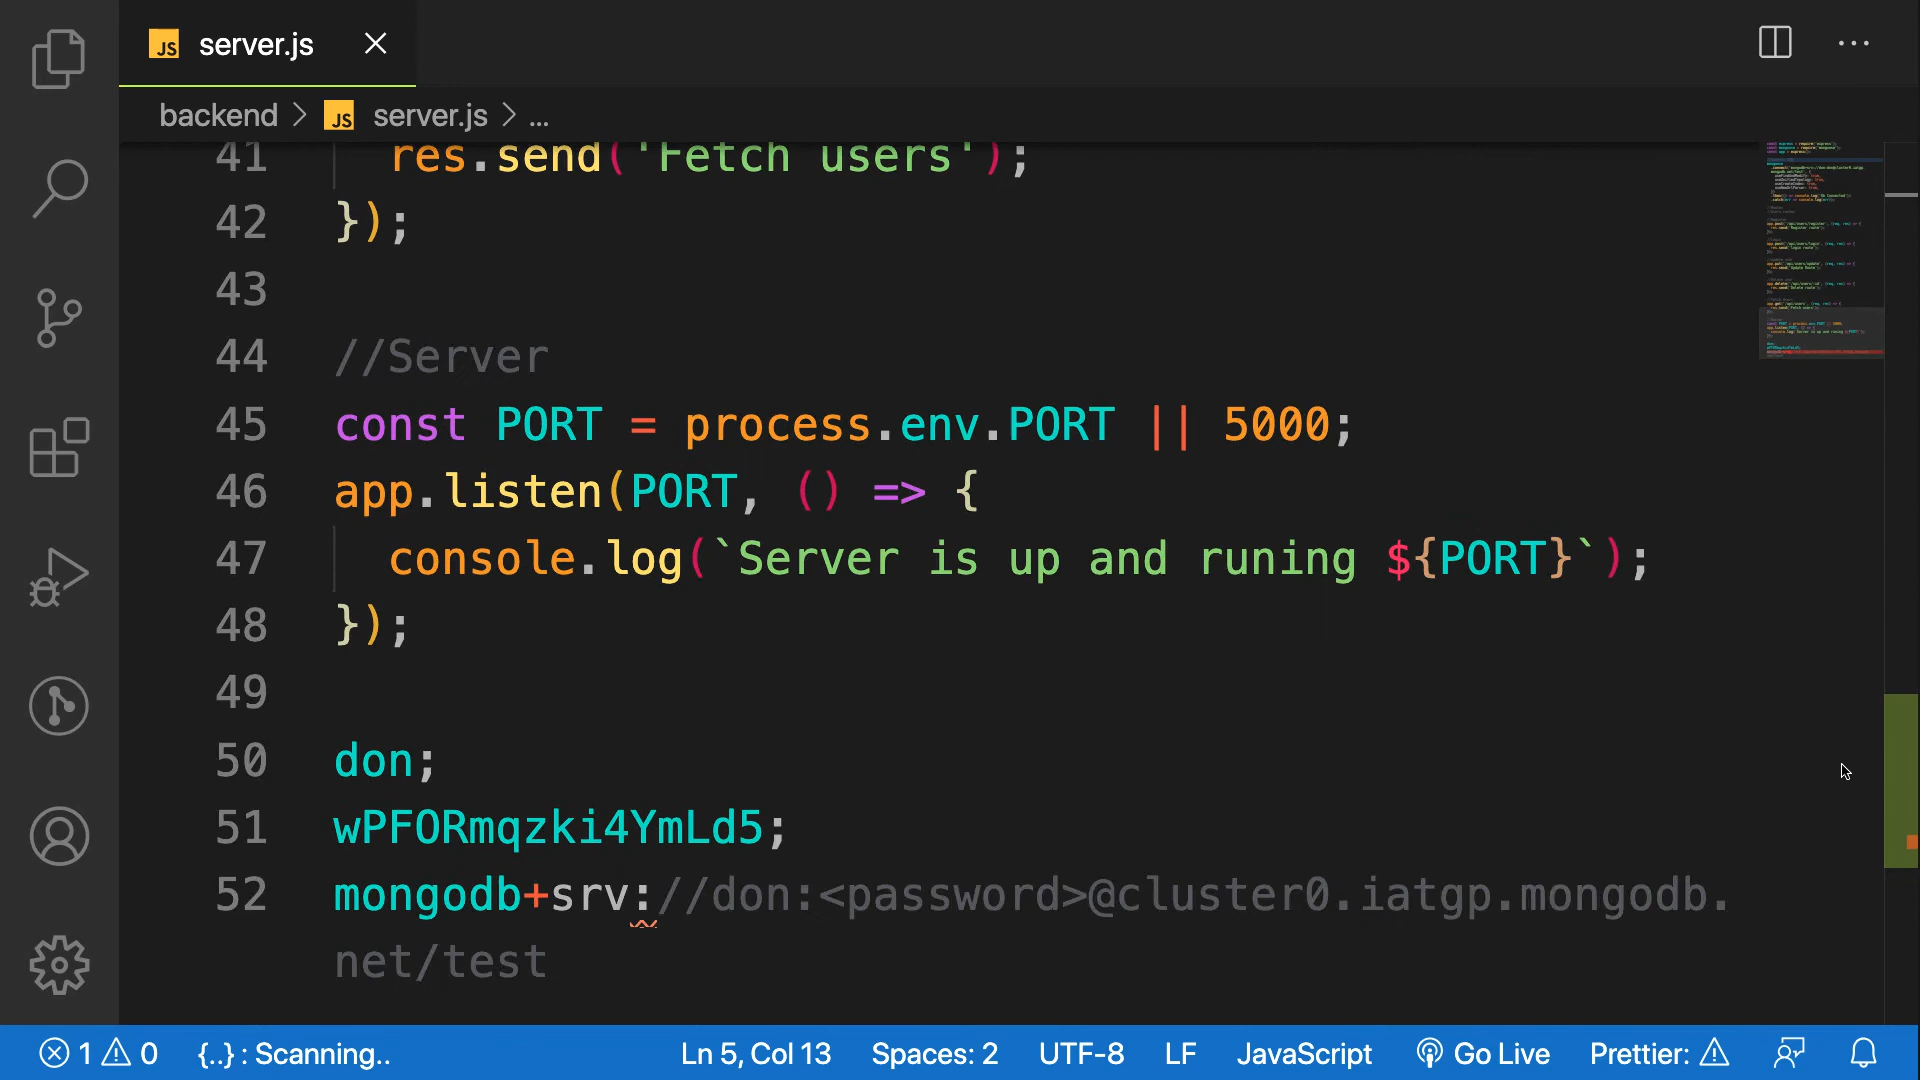 JS server.js
backend > JS server.js > ...
41 res.send('Fetch users');
42 });
43
44 //Server
45 const PORT = process.env.PORT || 5000;
46 app.listen(PORT, () => {
47 console.log(`Server is up and runing ${PORT}`);
48 });
49
50 don;
51 wPFORmqzki4YmLd5;
52 mongodb+srv://don:<password>@cluster0.iatgp.mongodb.
net/test
1 0 {..} : Scanning.. Ln 5, Col 13 Spaces: 2 UTF-8 LF JavaScript Go Live Prettier: